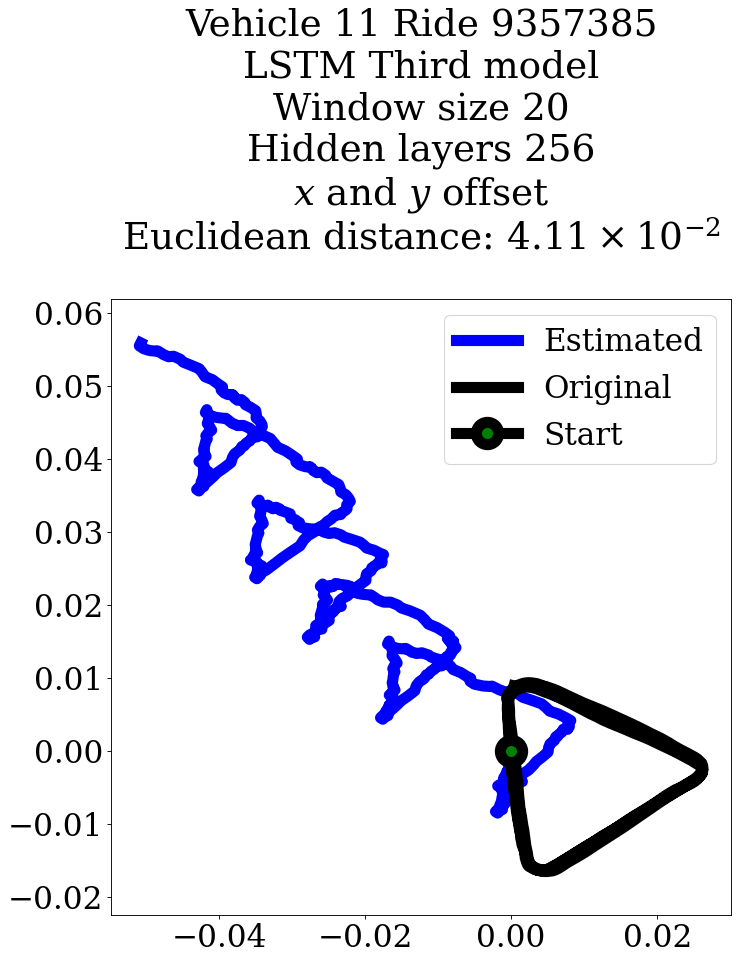 Vehicle 11 Ride 9357385
LSTM Third model
Window size 20
Hidden layers 256
x and y offset
Euclidean distance: 4.11 × 10⁻²
Estimated
Original
Start
0.06
0.05
0.04
0.03
0.02
0.01
0.00
−0.01
−0.02
−0.04 −0.02 0.00 0.02